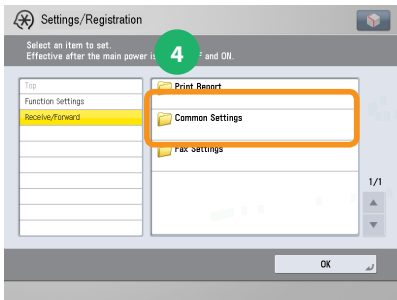 Settings/Registration
Select an item to set.
Effective after the main power is F and ON.
4
Top
Function Settings
Receive/Forward
Print Report
Common Settings
Fax Settings
1/1
OK